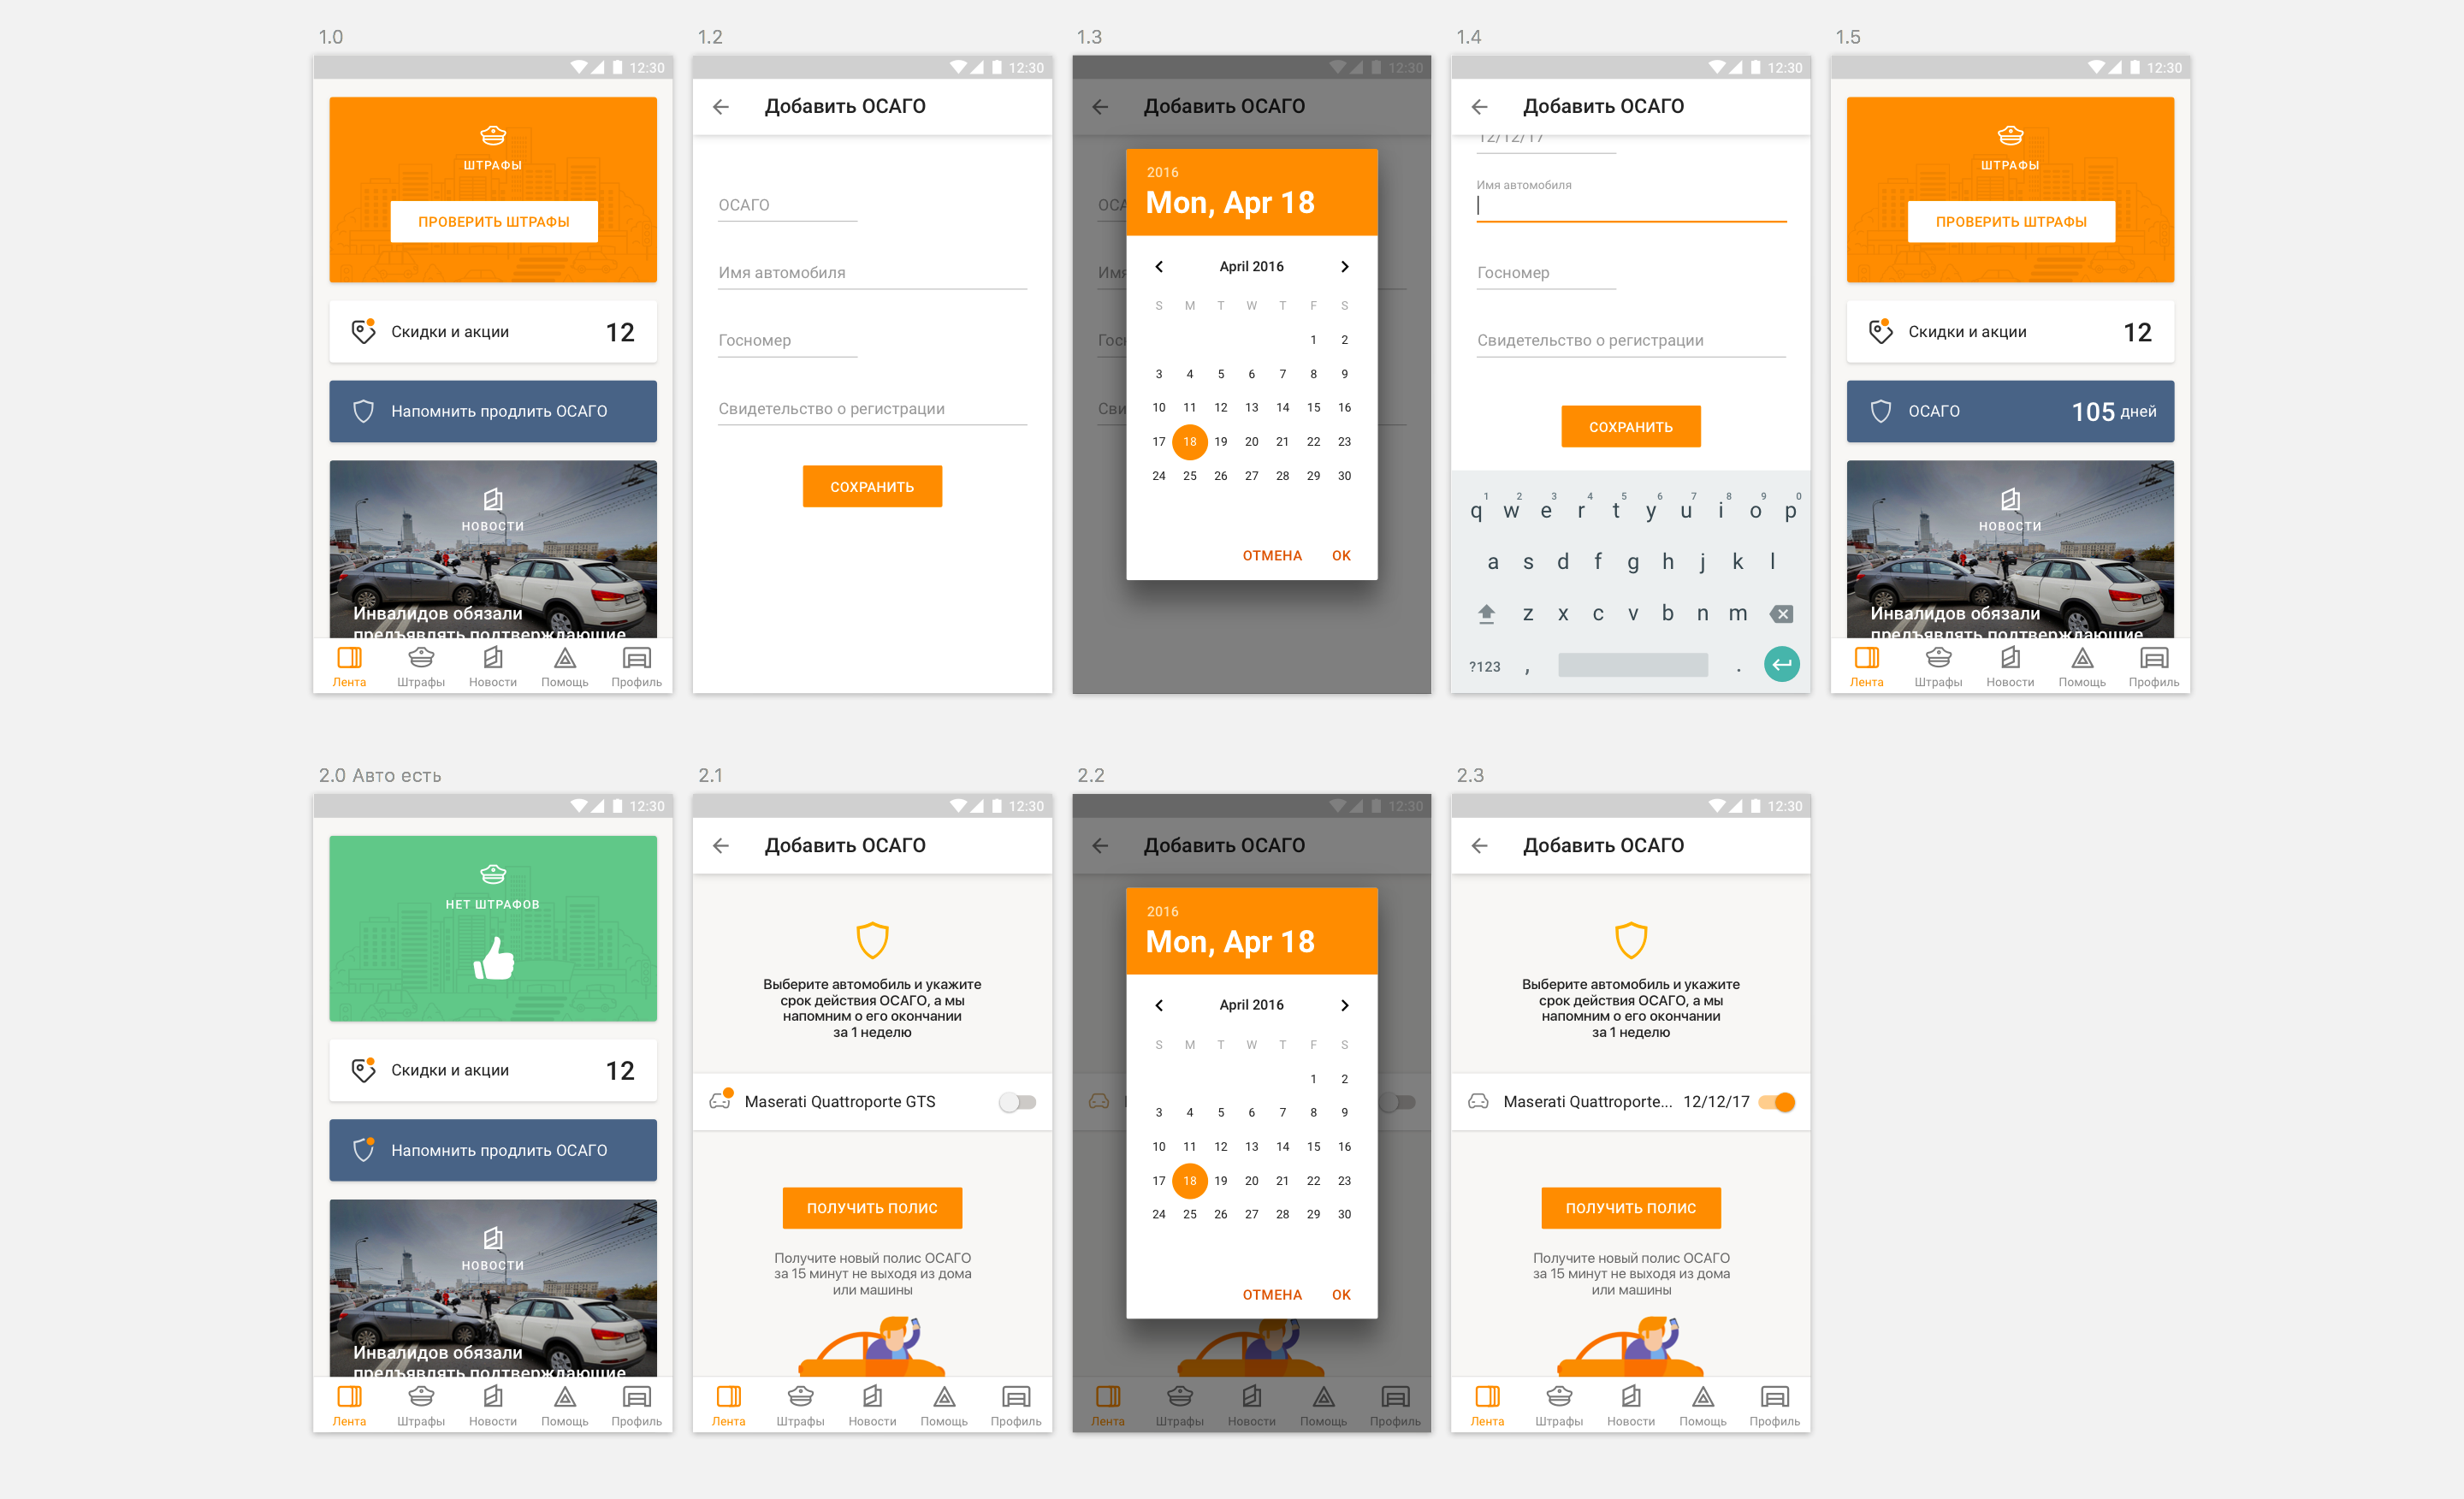 1.0
12:30
ШТРАФЫ
ПРОВЕРИТЬ ШТРАФЫ
Скидки и акции 12
Напомнить продлить ОСАГО
НОВОСТИ
Инвалидов обязали
предъявлять подтверждающие
Лента Штрафы Новости Помощь Профиль
1.2
12:30
Добавить ОСАГО
ОСАГО
Имя автомобиля
Госномер
Свидетельство о регистрации
СОХРАНИТЬ
1.3
12:30
Добавить ОСАГО
ОСА
Имя
Гос
Сви
2016
Mon, Apr 18
April 2016
S M T W T F S
1 2
3 4 5 6 7 8 9
10 11 12 13 14 15 16
17 18 19 20 21 22 23
24 25 26 27 28 29 30
ОТМЕНА OK
1.4
12:30
Добавить ОСАГО
12/12/17
Имя автомобиля
Госномер
Свидетельство о регистрации
СОХРАНИТЬ
1 2 3 4 5 6 7 8 9 0
q w e r t y u i o p
a s d f g h j k l
z x c v b n m
?123 , .
1.5
12:30
ШТРАФЫ
ПРОВЕРИТЬ ШТРАФЫ
Скидки и акции 12
ОСАГО 105 дней
НОВОСТИ
Инвалидов обязали
предъявлять подтверждающие
Лента Штрафы Новости Помощь Профиль
2.0 Авто есть
12:30
НЕТ ШТРАФОВ
Скидки и акции 12
Напомнить продлить ОСАГО
НОВОСТИ
Инвалидов обязали
предъявлять подтверждающие
Лента Штрафы Новости Помощь Профиль
2.1
12:30
Добавить ОСАГО
Выберите автомобиль и укажите
срок действия ОСАГО, а мы
напомним о его окончании
за 1 неделю
Maserati Quattroporte GTS
ПОЛУЧИТЬ ПОЛИС
Получите новый полис ОСАГО
за 15 минут не выходя из дома
или машины
Лента Штрафы Новости Помощь Профиль
2.2
12:30
Добавить ОСАГО
2016
Mon, Apr 18
April 2016
S M T W T F S
1 2
3 4 5 6 7 8 9
10 11 12 13 14 15 16
17 18 19 20 21 22 23
24 25 26 27 28 29 30
ОТМЕНА OK
Лента Штрафы Новости Помощь Профиль
2.3
12:30
Добавить ОСАГО
Выберите автомобиль и укажите
срок действия ОСАГО, а мы
напомним о его окончании
за 1 неделю
Maserati Quattroporte... 12/12/17
ПОЛУЧИТЬ ПОЛИС
Получите новый полис ОСАГО
за 15 минут не выходя из дома
или машины
Лента Штрафы Новости Помощь Профиль